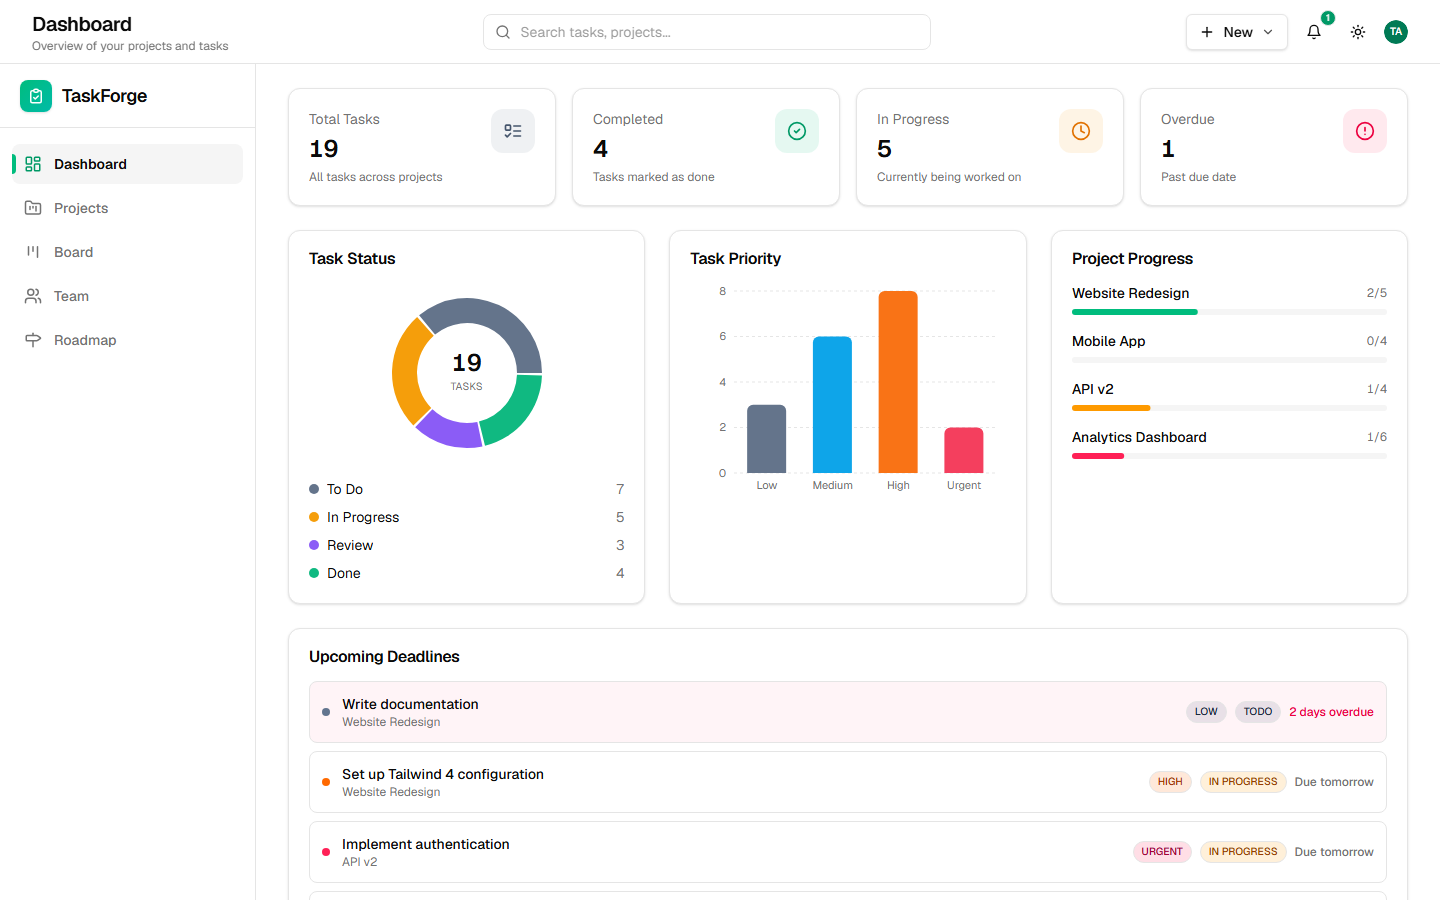 Dashboard
Overview of your projects and tasks
Search tasks, projects...
New
1
TA
TaskForge
Dashboard
Projects
Board
Team
Roadmap
Total Tasks
19
All tasks across projects
Completed
4
Tasks marked as done
In Progress
5
Currently being worked on
Overdue
1
Past due date
Task Status
19
TASKS
To Do 7
In Progress 5
Review 3
Done 4
Task Priority
8
6
4
2
0
Low Medium High Urgent
Project Progress
Website Redesign 2/5
Mobile App 0/4
API v2 1/4
Analytics Dashboard 1/6
Upcoming Deadlines
Write documentation
Website Redesign
LOW TODO 2 days overdue
Set up Tailwind 4 configuration
Website Redesign
HIGH IN PROGRESS Due tomorrow
Implement authentication
API v2
URGENT IN PROGRESS Due tomorrow